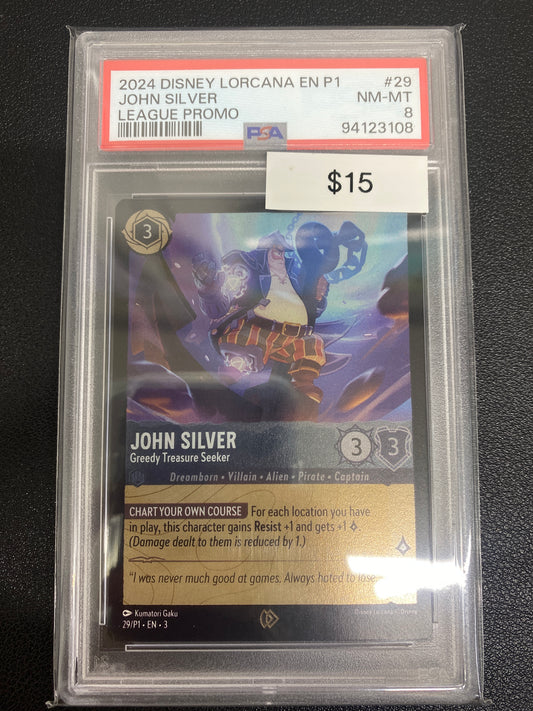 2024 DISNEY LORCANA EN P1 #29
JOHN SILVER NM-MT
LEAGUE PROMO 8
PSA 94123108
$15
3
JOHN SILVER
Greedy Treasure Seeker
3 3
Dreamborn • Villain • Alien • Pirate • Captain
CHART YOUR OWN COURSE For each location you have
in play, this character gains Resist +1 and gets +1
(Damage dealt to them is reduced by 1.)
"I was never much good at games. Always hated to lose."
Kumatori Gaku
29/P1 • EN • 3